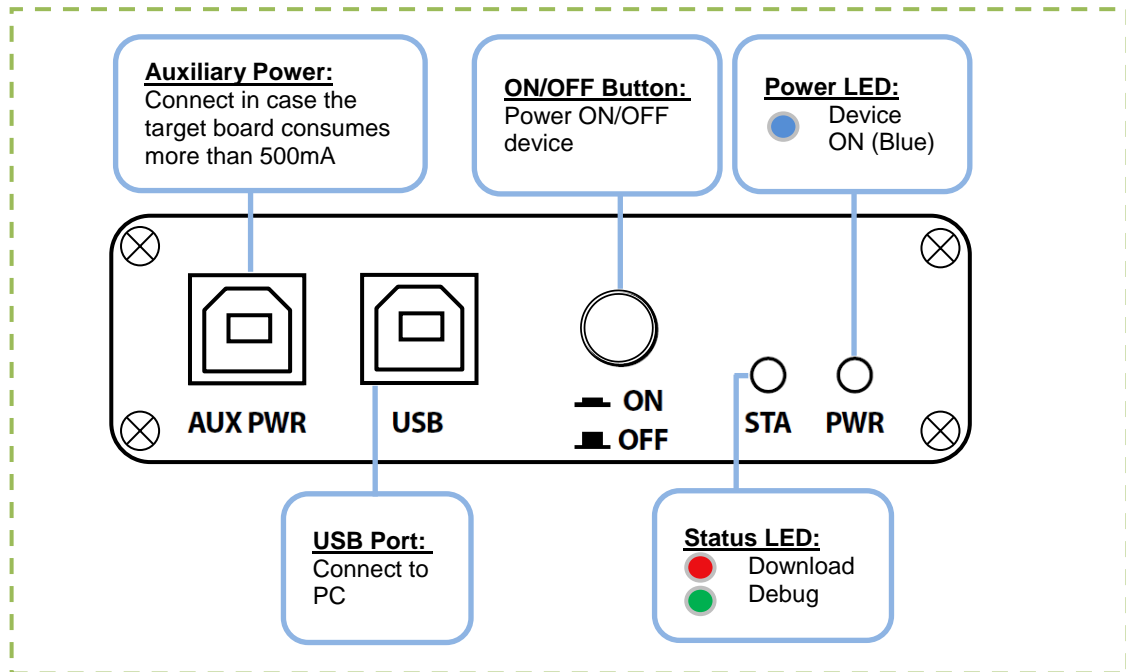 Auxiliary Power:
Connect in case the
target board consumes
more than 500mA
ON/OFF Button:
Power ON/OFF
device
Power LED:
Device
ON (Blue)
AUX PWR
USB
ON
OFF
STA
PWR
USB Port:
Connect to
PC
Status LED:
Download
Debug